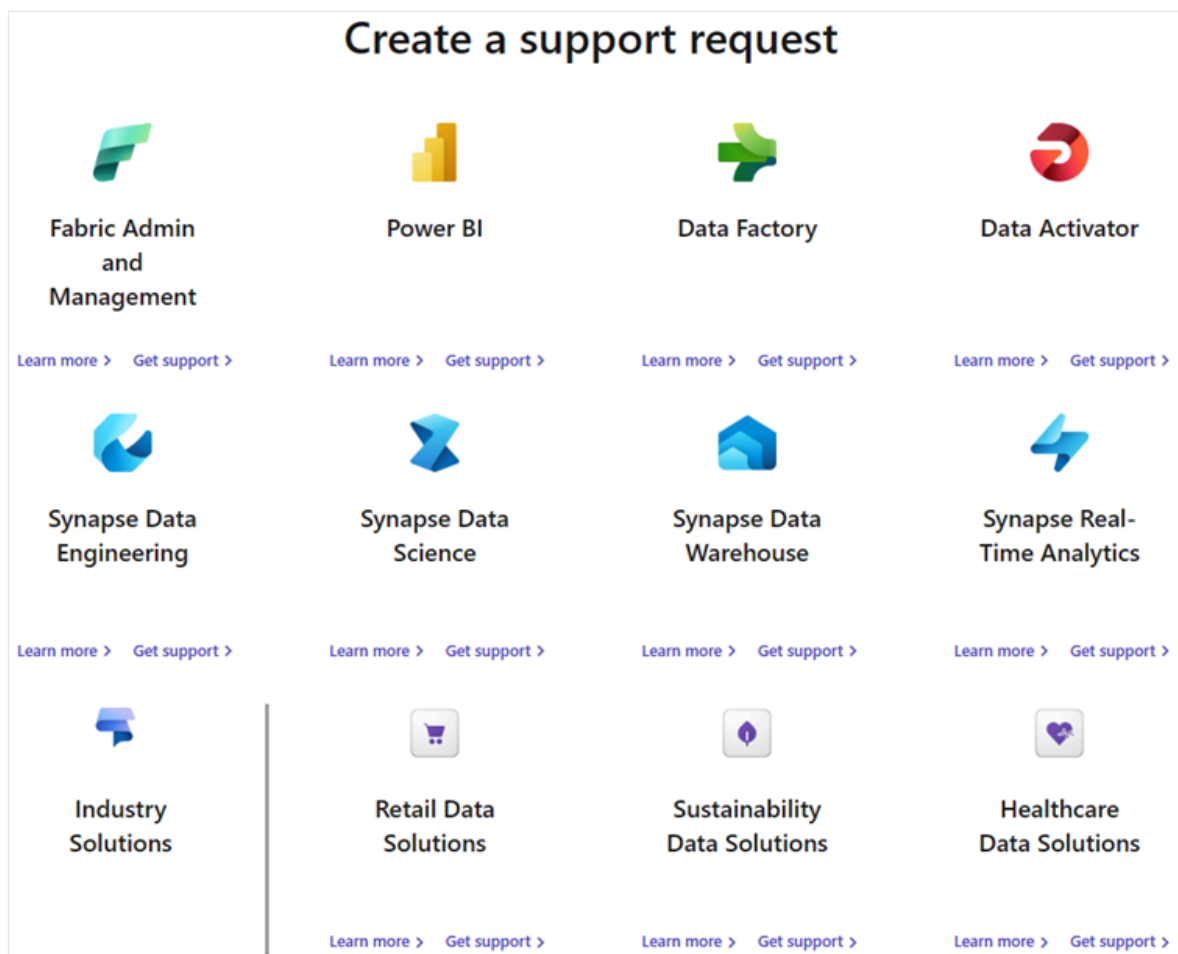 Create a support request
Fabric Admin
and
Management
Learn more >
Get support >
Power BI
Learn more >
Get support >
Data Factory
Learn more >
Get support >
Data Activator
Learn more >
Get support >
Synapse Data
Engineering
Learn more >
Get support >
Synapse Data
Science
Learn more >
Get support >
Synapse Data
Warehouse
Learn more >
Get support >
Synapse Real-
Time Analytics
Learn more >
Get support >
Industry
Solutions
Retail Data
Solutions
Learn more >
Get support >
Sustainability
Data Solutions
Learn more >
Get support >
Healthcare
Data Solutions
Learn more >
Get support >